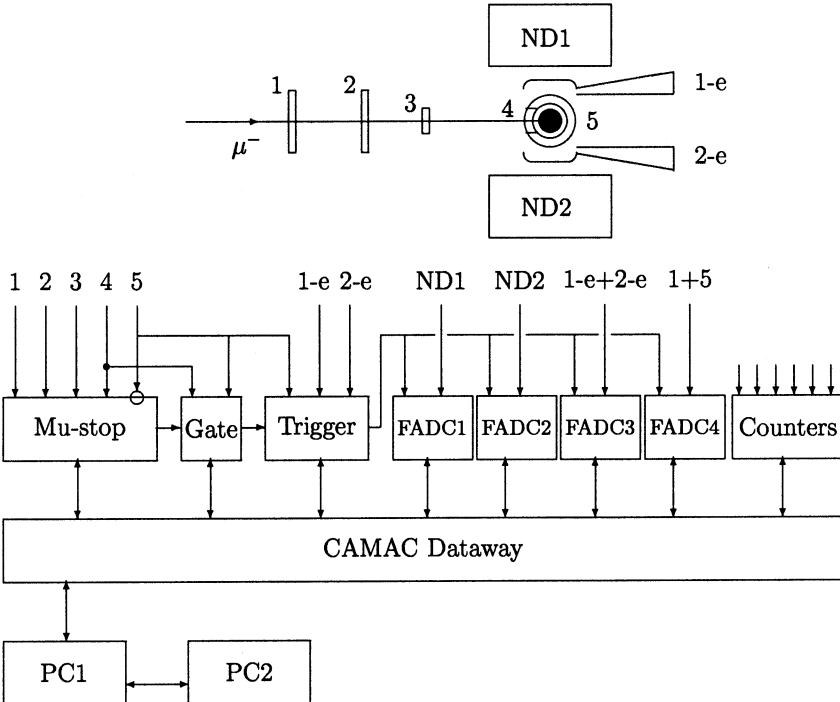 ND1
1 2 3 4 5 1-e
μ⁻
2-e
ND2
1 2 3 4 5 1-e 2-e ND1 ND2 1-e+2-e 1+5
Mu-stop Gate Trigger FADC1 FADC2 FADC3 FADC4 Counters
CAMAC Dataway
PC1 PC2